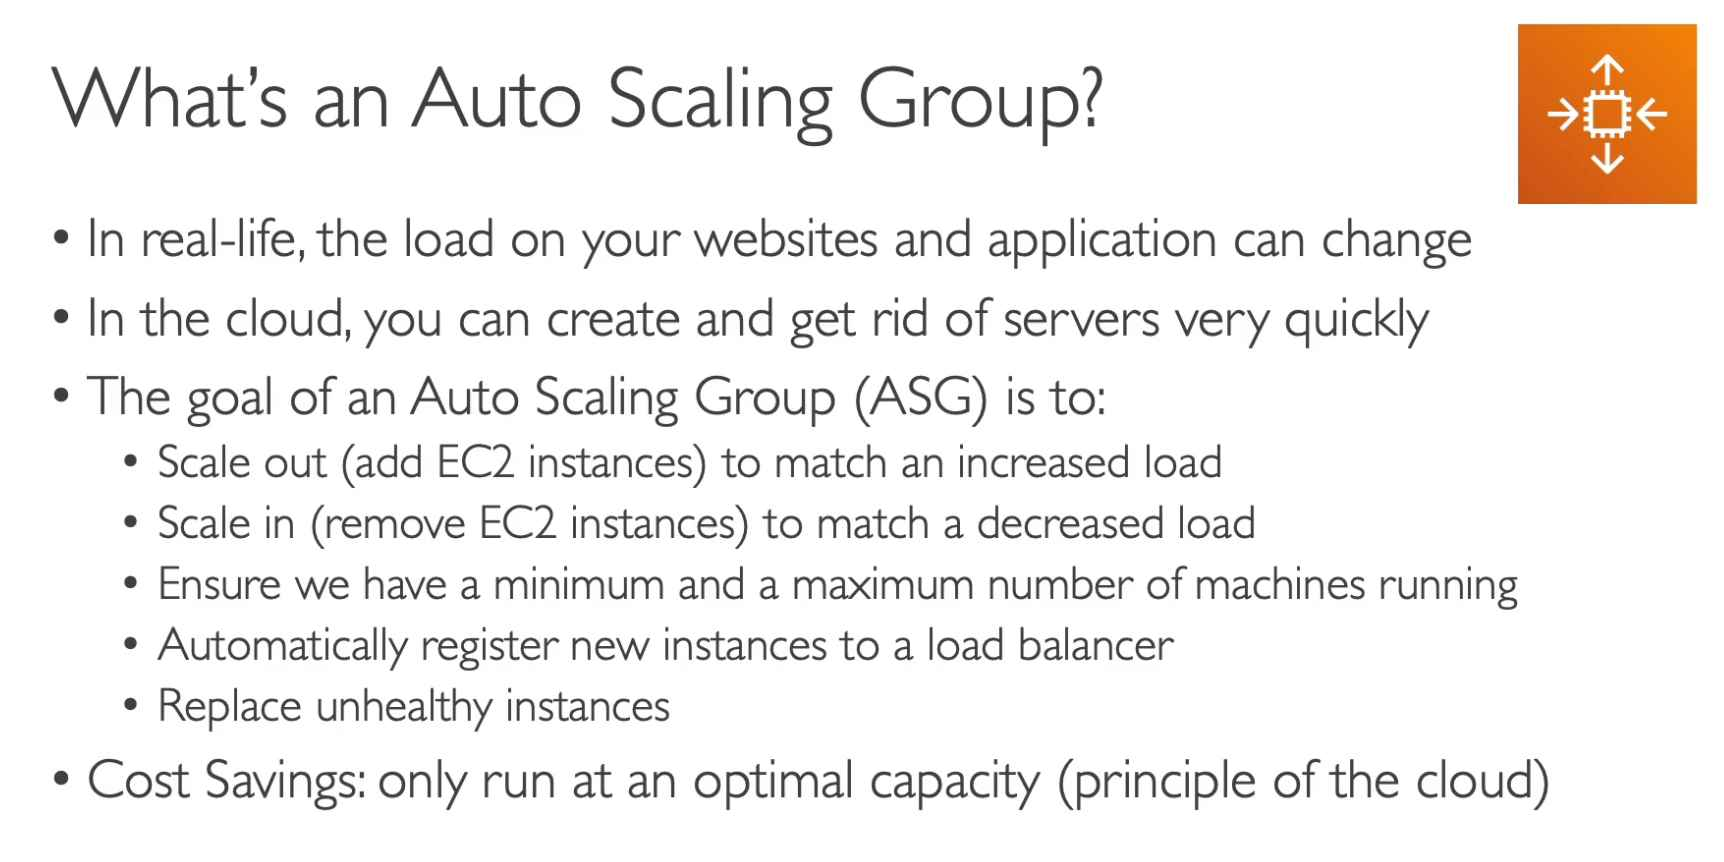 What's an Auto Scaling Group?
• In real-life, the load on your websites and application can change
• In the cloud, you can create and get rid of servers very quickly
• The goal of an Auto Scaling Group (ASG) is to:
• Scale out (add EC2 instances) to match an increased load
• Scale in (remove EC2 instances) to match a decreased load
• Ensure we have a minimum and a maximum number of machines running
• Automatically register new instances to a load balancer
• Replace unhealthy instances
• Cost Savings: only run at an optimal capacity (principle of the cloud)